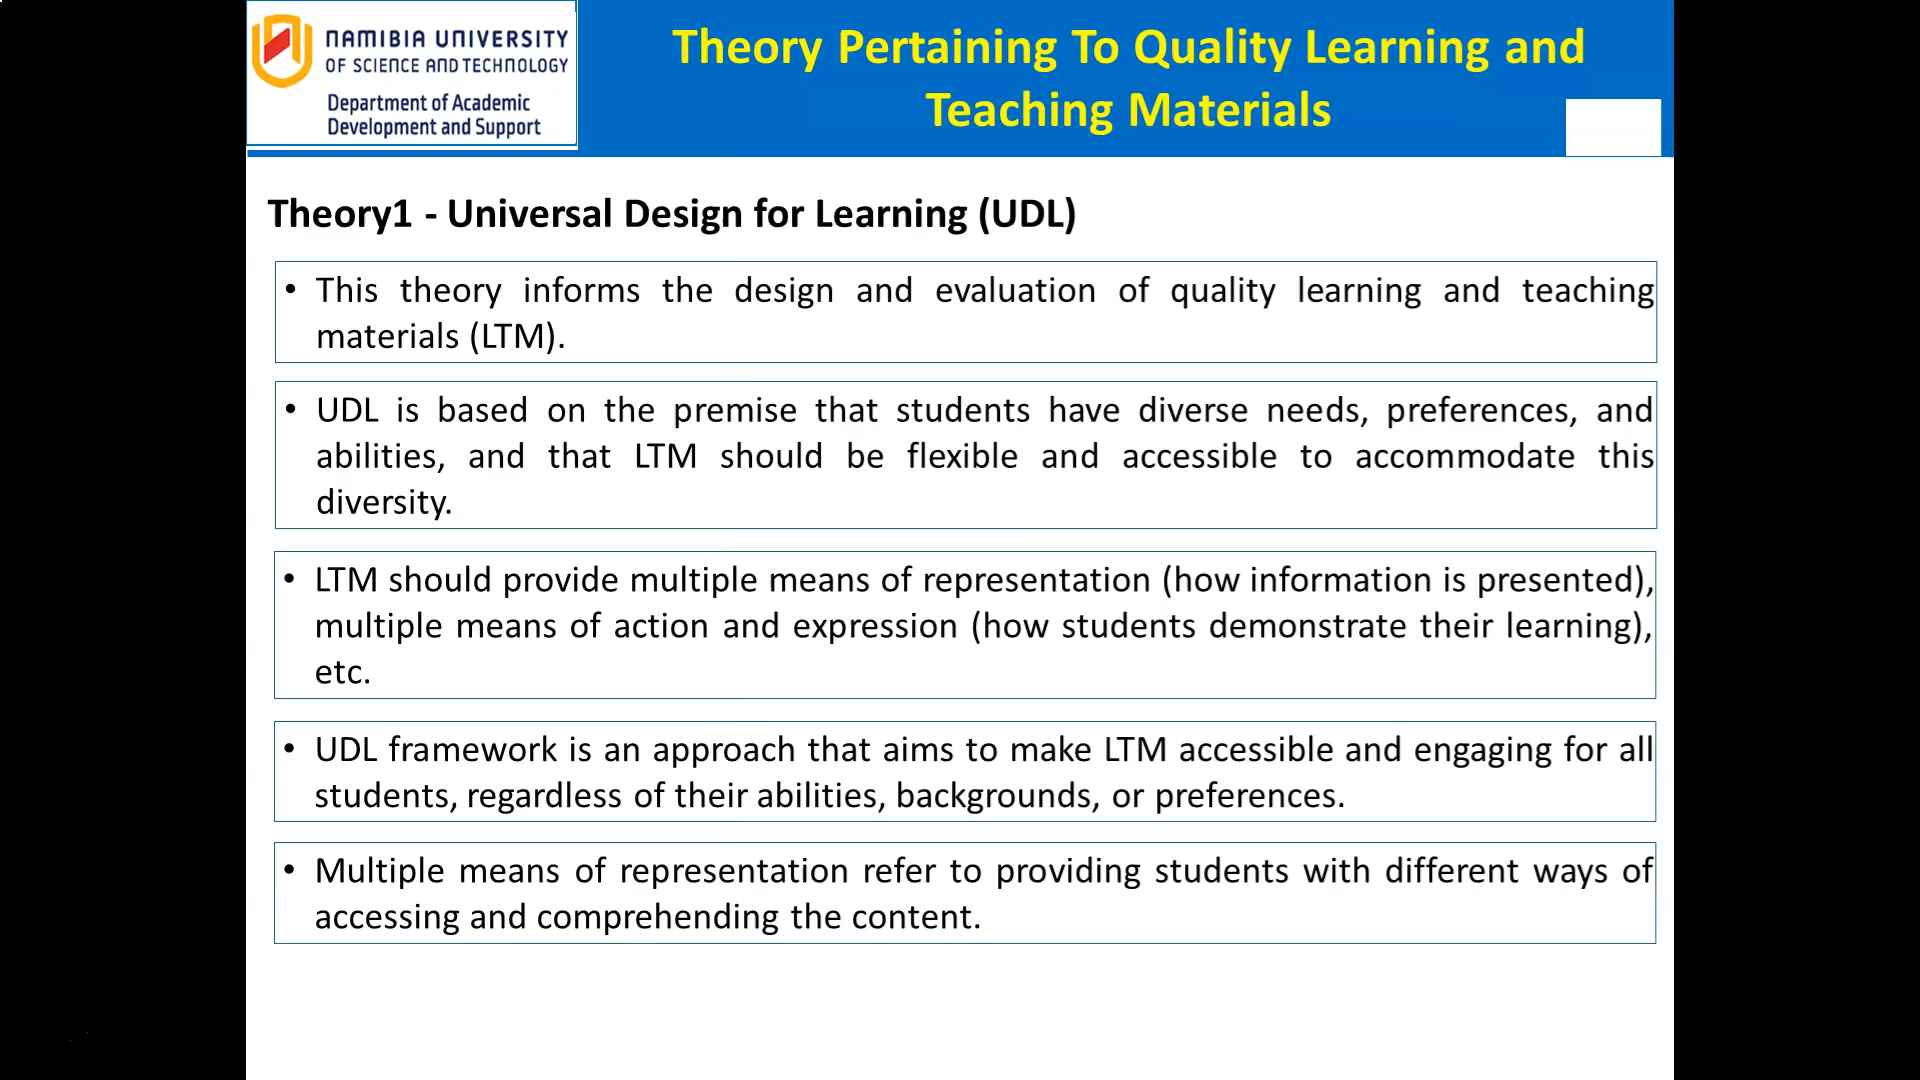 NAMIBIA UNIVERSITY
OF SCIENCE AND TECHNOLOGY
Department of Academic
Development and Support
Theory Pertaining To Quality Learning and
Teaching Materials
Theory1 - Universal Design for Learning (UDL)
• This theory informs the design and evaluation of quality learning and teaching
materials (LTM).
• UDL is based on the premise that students have diverse needs, preferences, and
abilities, and that LTM should be flexible and accessible to accommodate this
diversity.
• LTM should provide multiple means of representation (how information is presented),
multiple means of action and expression (how students demonstrate their learning),
etc.
• UDL framework is an approach that aims to make LTM accessible and engaging for all
students, regardless of their abilities, backgrounds, or preferences.
• Multiple means of representation refer to providing students with different ways of
accessing and comprehending the content.